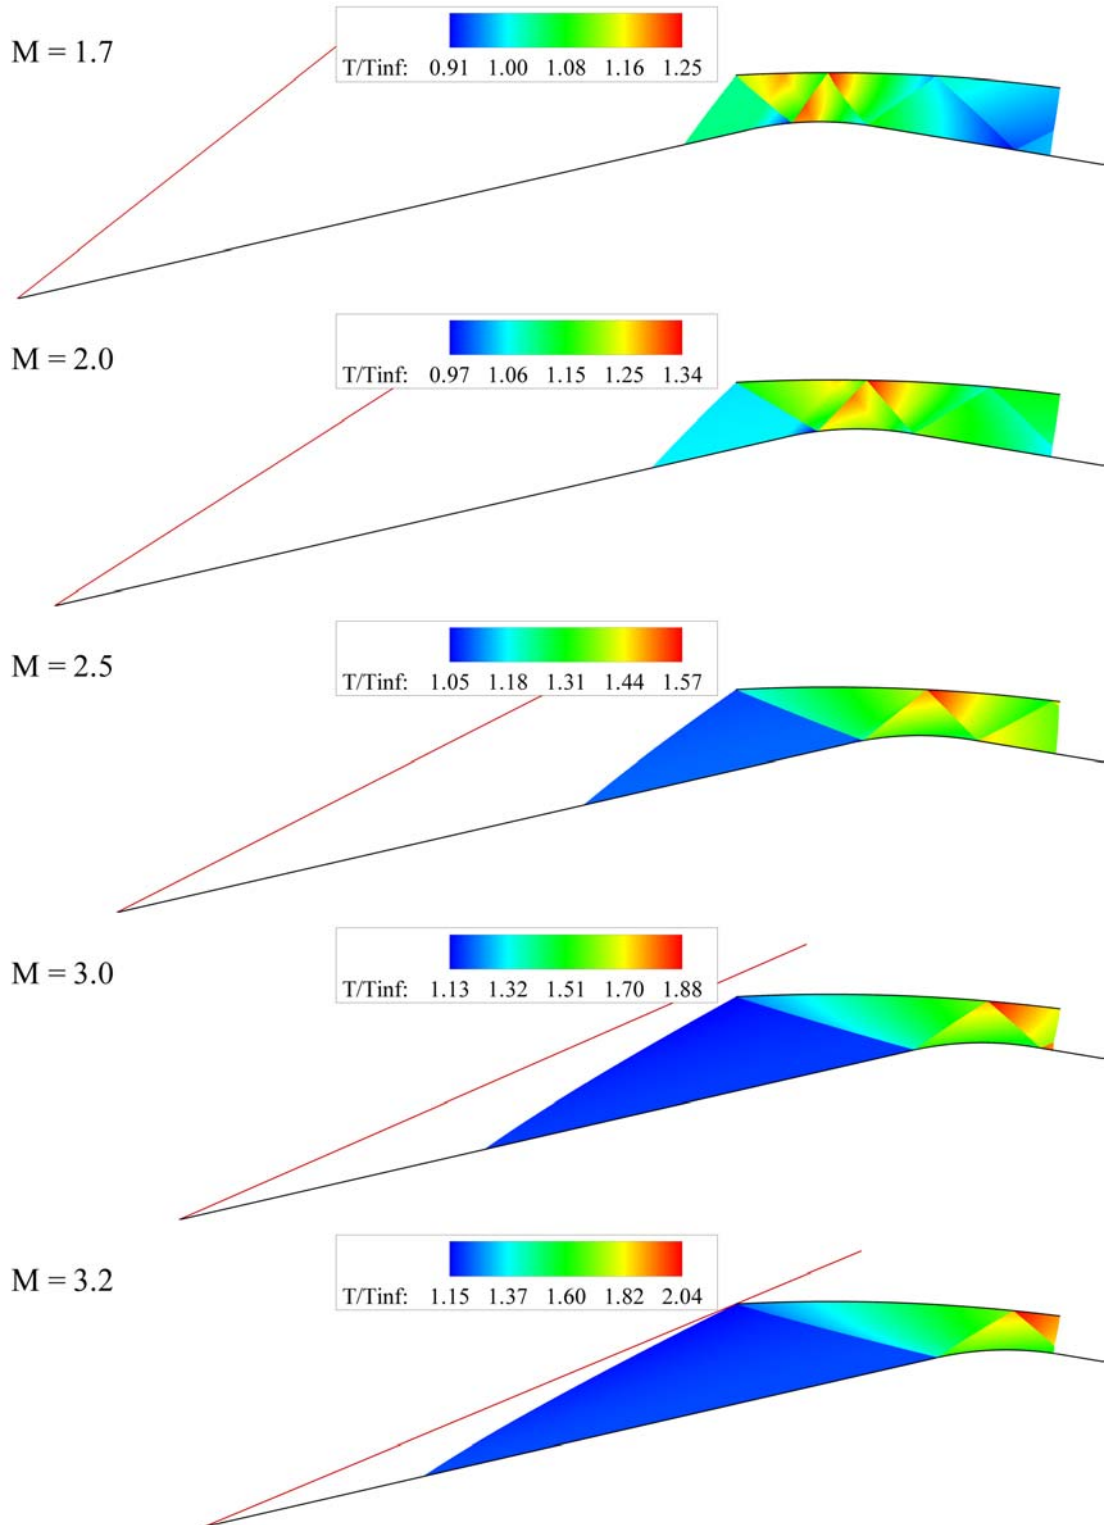 M = 1.7
T/Tinf: 0.91 1.00 1.08 1.16 1.25
M = 2.0
T/Tinf: 0.97 1.06 1.15 1.25 1.34
M = 2.5
T/Tinf: 1.05 1.18 1.31 1.44 1.57
M = 3.0
T/Tinf: 1.13 1.32 1.51 1.70 1.88
M = 3.2
T/Tinf: 1.15 1.37 1.60 1.82 2.04